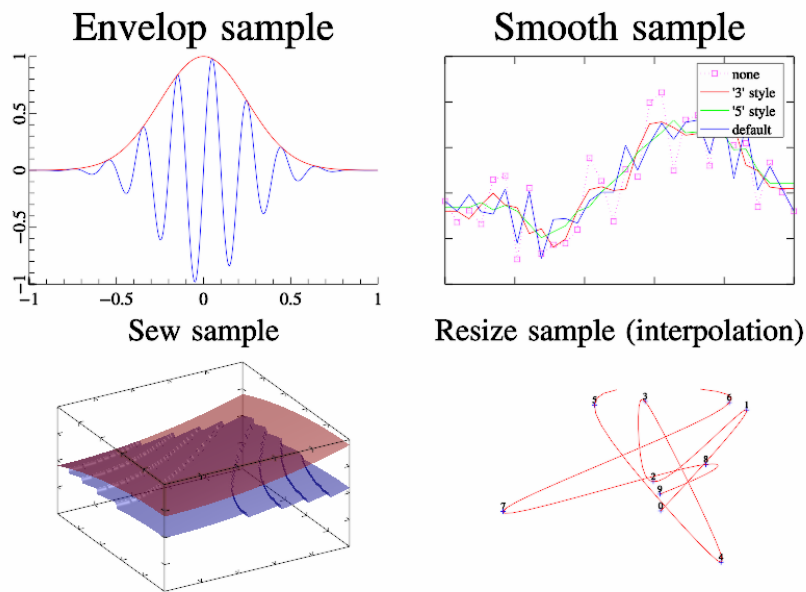 Envelop sample
Smooth sample
1
0.5
0
−0.5
−1
−1
−0.5
0
0.5
1
none
'3' style
'5' style
default
Sew sample
Resize sample (interpolation)
5
3
6
1
8
2
9
7
0
4